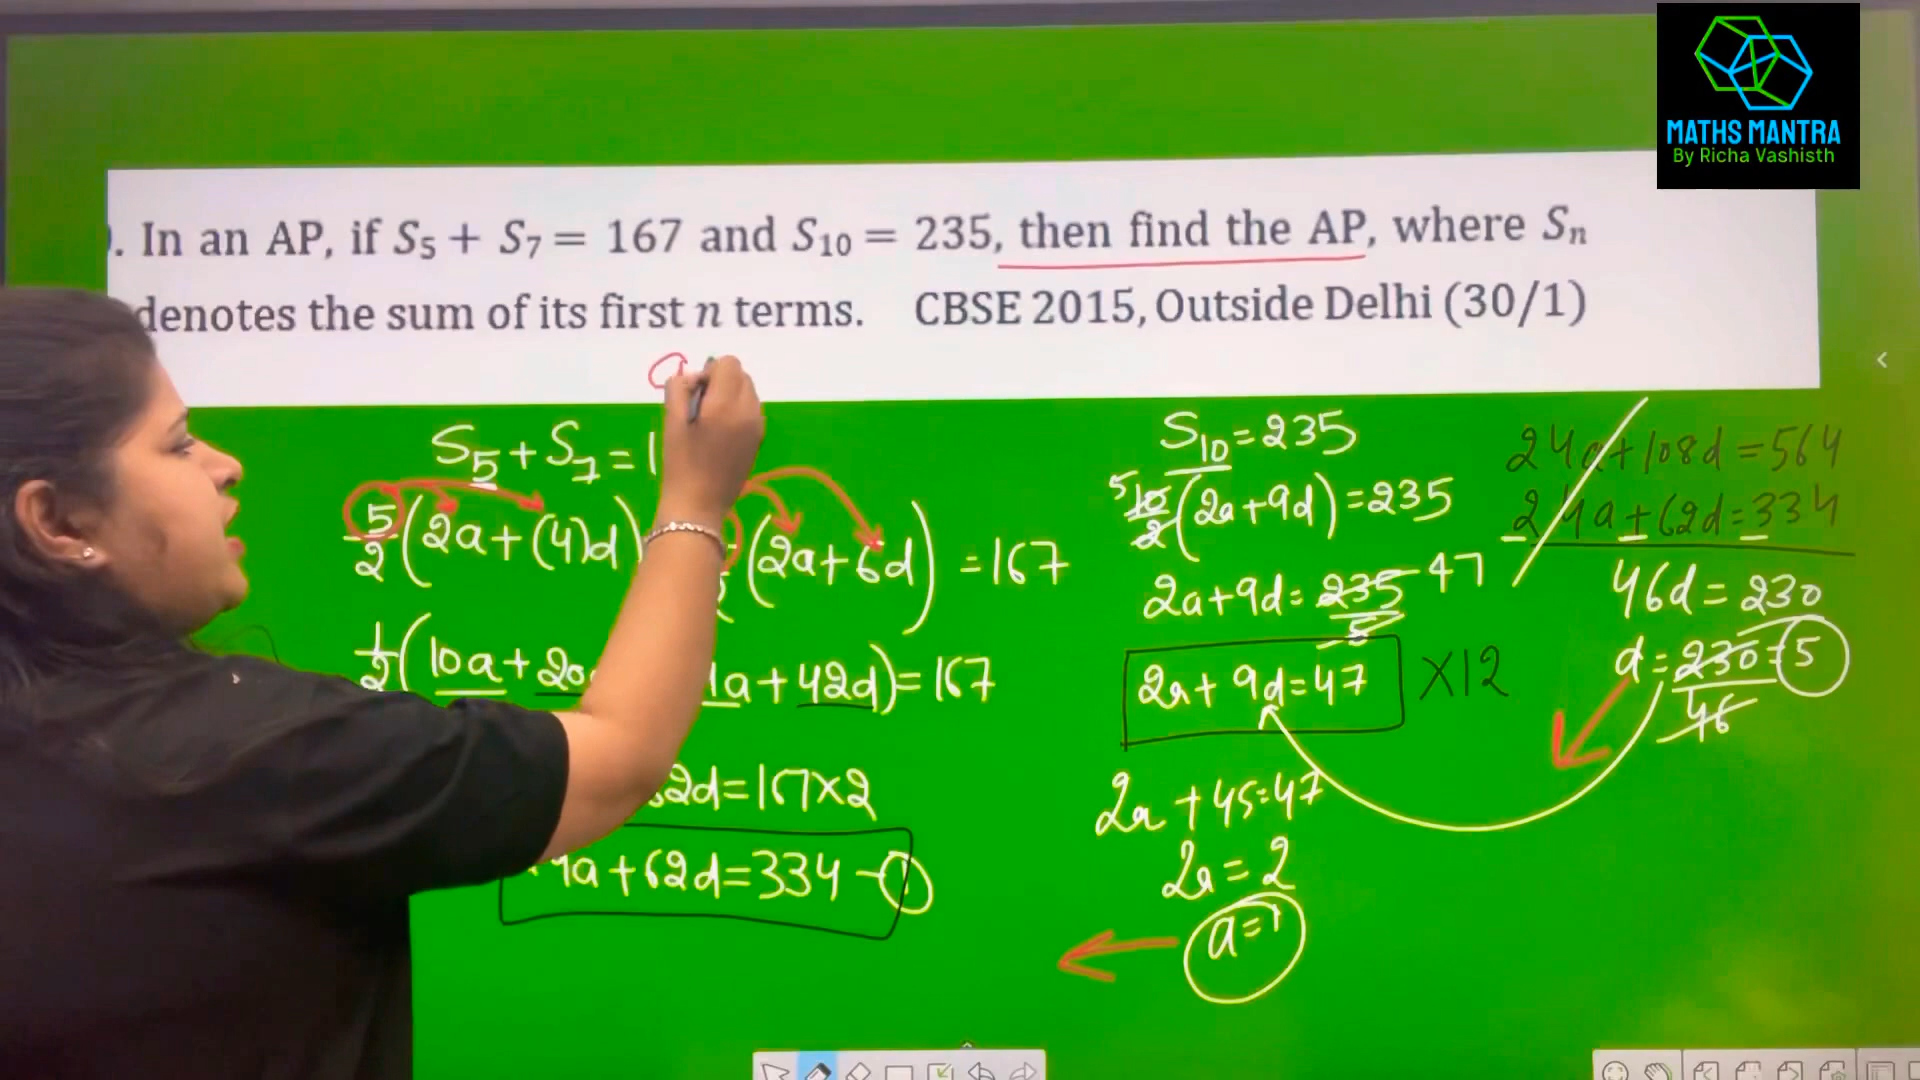 MATHS MANTRA
By Richa Vashisth
. In an AP, if S₅ + S₇ = 167 and S₁₀ = 235, then find the AP, where Sₙ
denotes the sum of its first n terms. CBSE 2015, Outside Delhi (30/1)
S₅+S₇=1
5/2(2a+(4)d) (2a+6d)=167
1/2(10a+20 a+42d)=167
2d=167×2
4a+62d=334-①
S₁₀=235
5 10/2(2a+9d)=235
2a+9d=235/5 47
2a+9d=47 ×12
2a+45=47
2a=2
a=1
24a+108d=564
24a+62d=334
46d=230
d=230/46=5